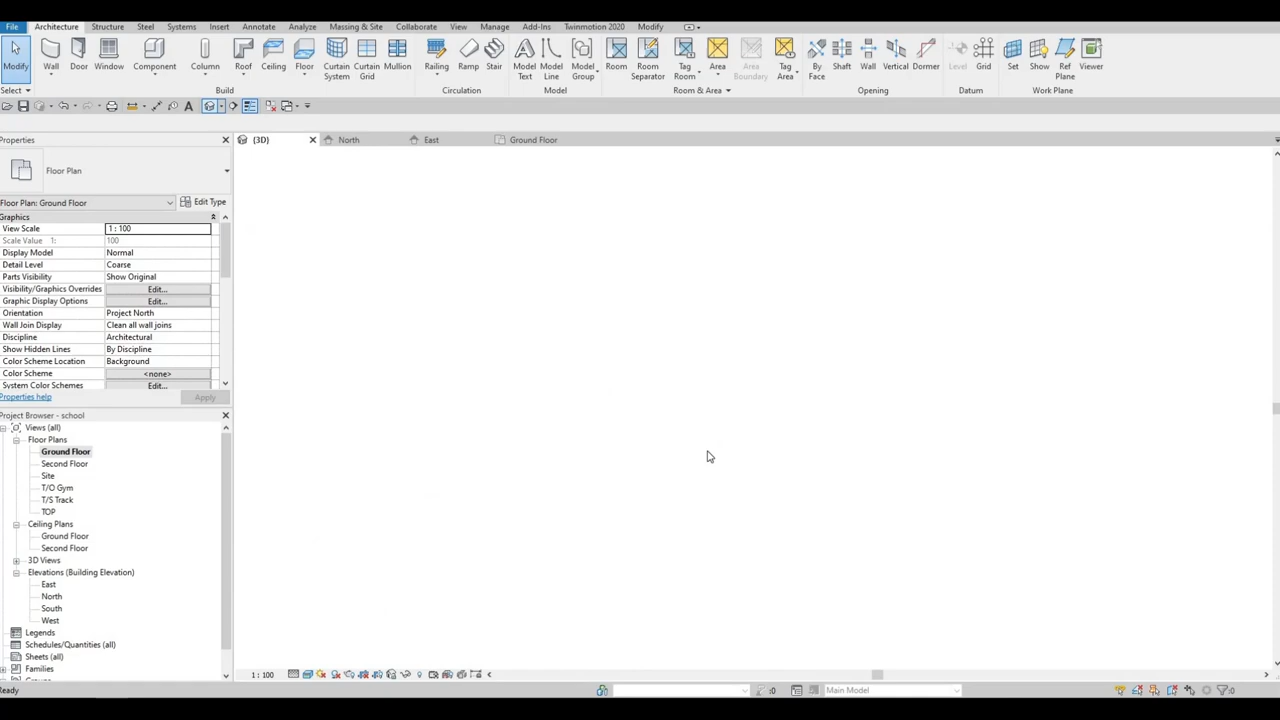 File Architecture Structure Steel Systems Insert Annotate Analyze Massing & Site Collaborate View Manage Add-Ins Twinmotion 2020 Modify
Modify Wall Door Window Component Column Roof Ceiling Floor Curtain System Curtain Grid Mullion Railing Ramp Stair Model Text Model Line Model Group Room Room Separator Tag Room Area Area Boundary Tag Area By Face Shaft Wall Vertical Dormer Level Grid Set Show Ref Plane Viewer
Select Build Circulation Model Room & Area Opening Datum Work Plane
Properties
{3D} North East Ground Floor
Floor Plan
Floor Plan: Ground Floor Edit Type
Graphics
View Scale 1 : 100
Scale Value 1: 100
Display Model Normal
Detail Level Coarse
Parts Visibility Show Original
Visibility/Graphics Overrides Edit...
Graphic Display Options Edit...
Orientation Project North
Wall Join Display Clean all wall joins
Discipline Architectural
Show Hidden Lines By Discipline
Color Scheme Location Background
Color Scheme <none>
System Color Schemes Edit...
Properties help Apply
Project Browser - school
Views (all)
Floor Plans
Ground Floor
Second Floor
Site
T/O Gym
T/S Track
TOP
Ceiling Plans
Ground Floor
Second Floor
3D Views
Elevations (Building Elevation)
East
North
South
West
Legends
Schedules/Quantities (all)
Sheets (all)
Families
1 : 100
Ready :0 Main Model :0